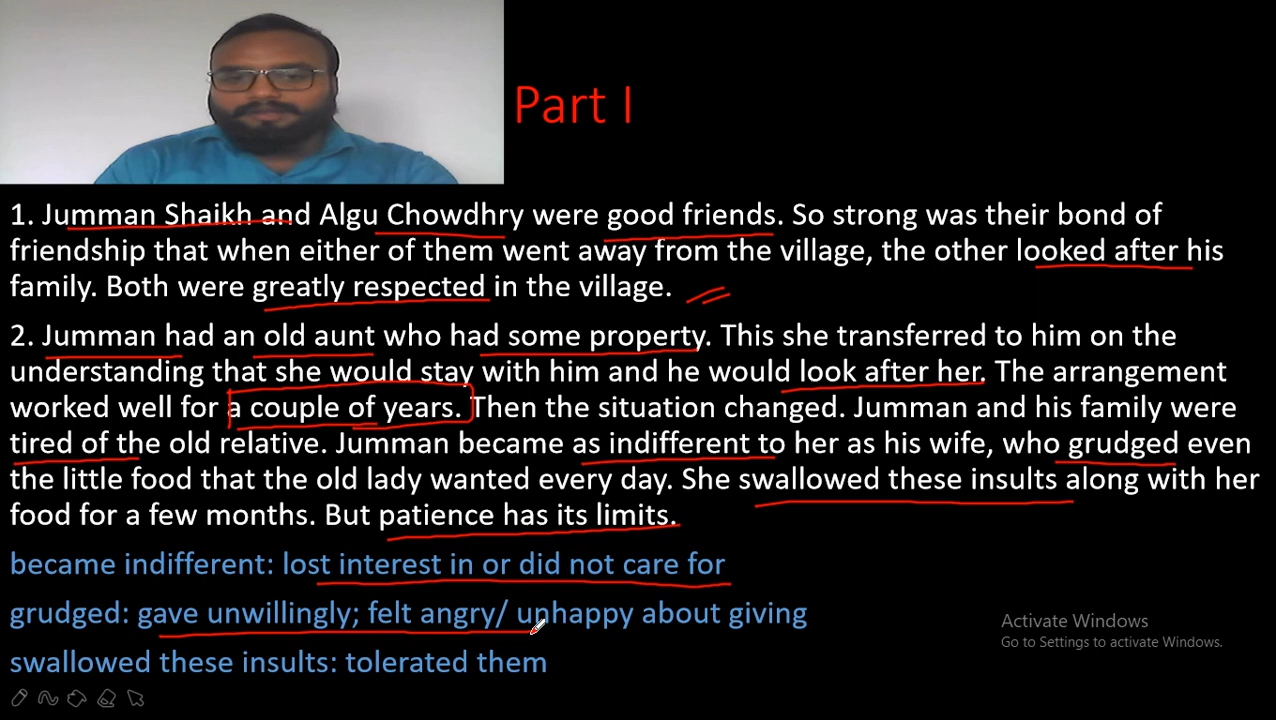 Part I
1. Jumman Shaikh and Algu Chowdhry were good friends. So strong was their bond of
friendship that when either of them went away from the village, the other looked after his
family. Both were greatly respected in the village.
2. Jumman had an old aunt who had some property. This she transferred to him on the
understanding that she would stay with him and he would look after her. The arrangement
worked well for a couple of years. Then the situation changed. Jumman and his family were
tired of the old relative. Jumman became as indifferent to her as his wife, who grudged even
the little food that the old lady wanted every day. She swallowed these insults along with her
food for a few months. But patience has its limits.
became indifferent: lost interest in or did not care for
grudged: gave unwillingly; felt angry/ unhappy about giving
swallowed these insults: tolerated them
Activate Windows
Go to Settings to activate Windows.